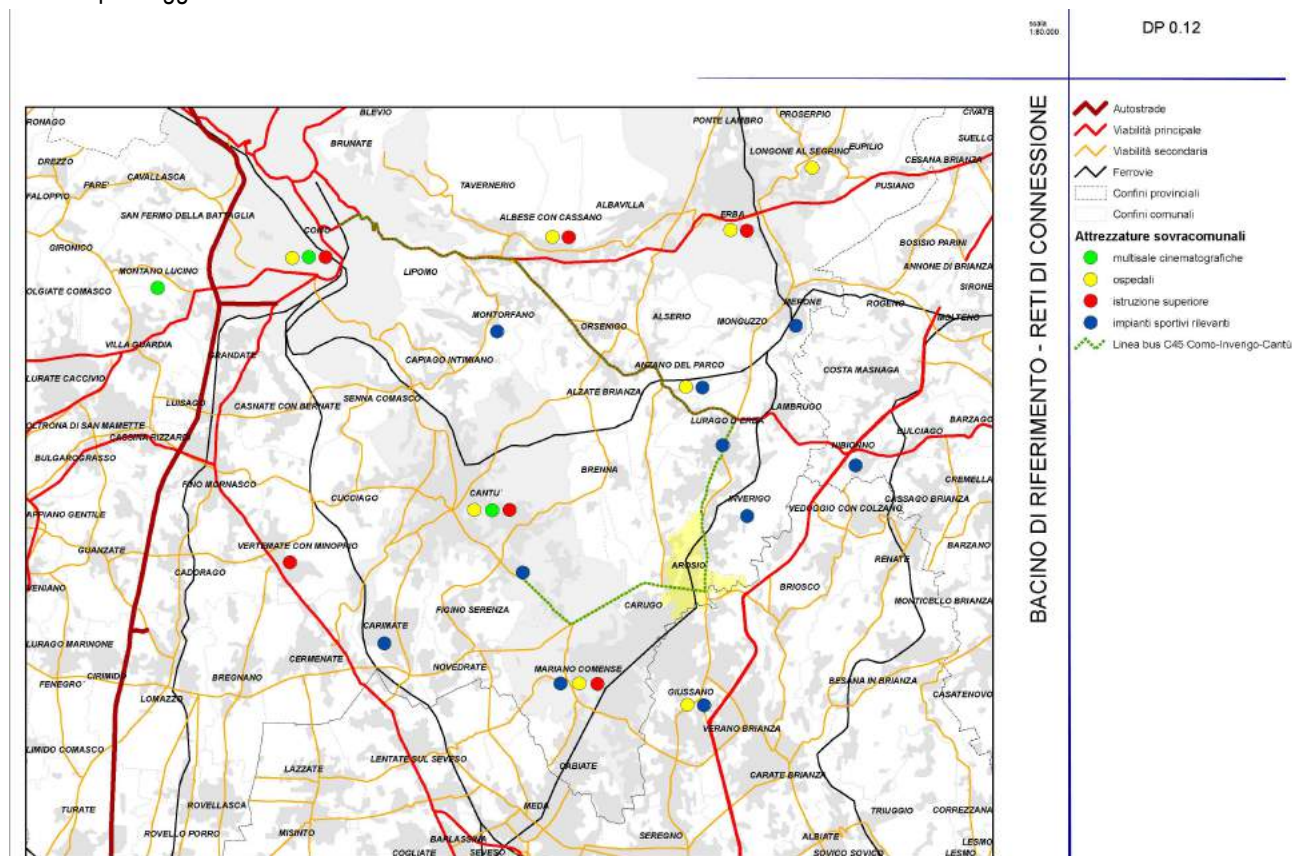 scala
1:80.000
DP 0.12
BACINO DI RIFERIMENTO - RETI DI CONNESSIONE
Autostrade
Viabilità principale
Viabilità secondaria
Ferrovie
Confini provinciali
Confini comunali
Attrezzature sovracomunali
multisale cinematografiche
ospedali
istruzione superiore
impianti sportivi rilevanti
Linea bus C45 Como-Inverigo-Cantù
RONAGO
BLEVIO
PROSERPIO
CIVATE
PONTE LAMBRO
SUELLO
DREZZO
BRUNATE
LONGONE AL SEGRINO
EUPILIO
CESANA BRIANZA
PARE'
CAVALLASCA
TAVERNERIO
PUSIANO
FALOPPIO
SAN FERMO DELLA BATTAGLIA
ALBESE CON CASSANO
ALBAVILLA
ERBA
GIRONICO
COMO
BOSISIO PARINI
MONTANO LUCINO
LIPOMO
ANNONE DI BRIANZA
OLGIATE COMASCO
SIRONE
MONTORFANO
ORSENIGO
ALSERIO
MONGUZZO
MERONE
ROGENO
MOLTENO
VILLA GUARDIA
GRANDATE
CAPIAGO INTIMIANO
ANZANO DEL PARCO
COSTA MASNAGA
LURATE CACCIVIO
LUISAGO
CASNATE CON BERNATE
SENNA COMASCO
ALZATE BRIANZA
LAMBRUGO
OLTRONA DI SAN MAMETTE
CASSINA RIZZARDI
LURAGO D'ERBA
BULCIAGO
BARZAGO
BULGAROGRASSO
NIBIONNO
BRENNA
FINO MORNASCO
CUCCIAGO
CANTU'
INVERIGO
CREMELLA
CASSAGO BRIANZA
APPIANO GENTILE
VEDUGGIO CON COLZANO
GUANZATE
VERTEMATE CON MINOPRIO
BARZANO
CADORAGO
AROSIO
RENATE
VENIANO
BRIOSCO
FIGINO SERENZA
CARUGO
MONTICELLO BRIANZA
CARIMATE
LURAGO MARINONE
CERMENATE
NOVEDRATE
MARIANO COMENSE
CIRIMIDO
BREGNANO
GIUSSANO
BESANA IN BRIANZA
FENEGRO'
LOMAZZO
CASATENOVO
VERANO BRIANZA
LIMIDO COMASCO
LENTATE SUL SEVESO
CABIATE
LAZZATE
CARATE BRIANZA
TURATE
ROVELLASCA
MEDA
TRIUGGIO
CORREZZANA
ROVELLO PORRO
MISINTO
BARLASSINA
SEREGNO
ALBIATE
LESMO
COGLIATE
SEVESO
SOVICO
SOVICO
LESMO